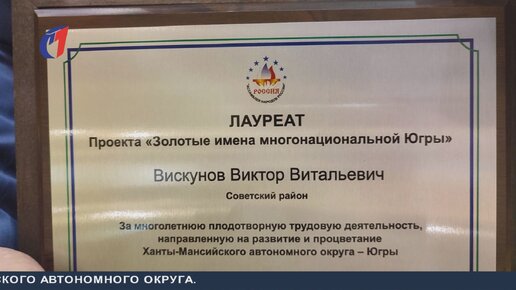 РОССИЯ
ЛАУРЕАТ
Проекта «Золотые имена многонациональной Югры»
Вискунов Виктор Витальевич
Советский район
За многолетнюю плодотворную трудовую деятельность,
направленную на развитие и процветание
Ханты-Мансийского автономного округа – Югры
СКОГО АВТОНОМНОГО ОКРУГА.